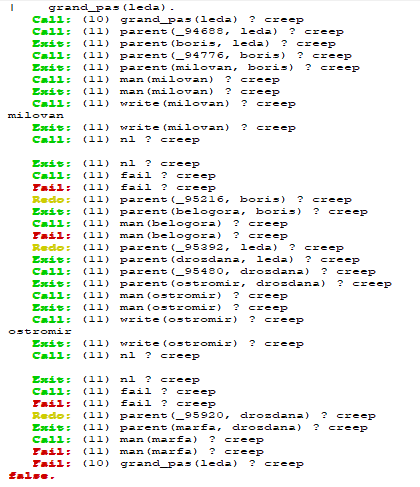 |    grand_pas(leda).
Call: (10) grand_pas(leda) ? creep
Call: (11) parent(_94688, leda) ? creep
Exit: (11) parent(boris, leda) ? creep
Call: (11) parent(_94776, boris) ? creep
Exit: (11) parent(milovan, boris) ? creep
Call: (11) man(milovan) ? creep
Exit: (11) man(milovan) ? creep
Call: (11) write(milovan) ? creep
milovan
Exit: (11) write(milovan) ? creep
Call: (11) nl ? creep
Exit: (11) nl ? creep
Call: (11) fail ? creep
Fail: (11) fail ? creep
Redo: (11) parent(_95216, boris) ? creep
Exit: (11) parent(belogora, boris) ? creep
Call: (11) man(belogora) ? creep
Fail: (11) man(belogora) ? creep
Redo: (11) parent(_95392, leda) ? creep
Exit: (11) parent(drozdana, leda) ? creep
Call: (11) parent(_95480, drozdana) ? creep
Exit: (11) parent(ostromir, drozdana) ? creep
Call: (11) man(ostromir) ? creep
Exit: (11) man(ostromir) ? creep
Call: (11) write(ostromir) ? creep
ostromir
Exit: (11) write(ostromir) ? creep
Call: (11) nl ? creep
Exit: (11) nl ? creep
Call: (11) fail ? creep
Fail: (11) fail ? creep
Redo: (11) parent(_95920, drozdana) ? creep
Exit: (11) parent(marfa, drozdana) ? creep
Call: (11) man(marfa) ? creep
Fail: (11) man(marfa) ? creep
Fail: (10) grand_pas(leda) ? creep
false.